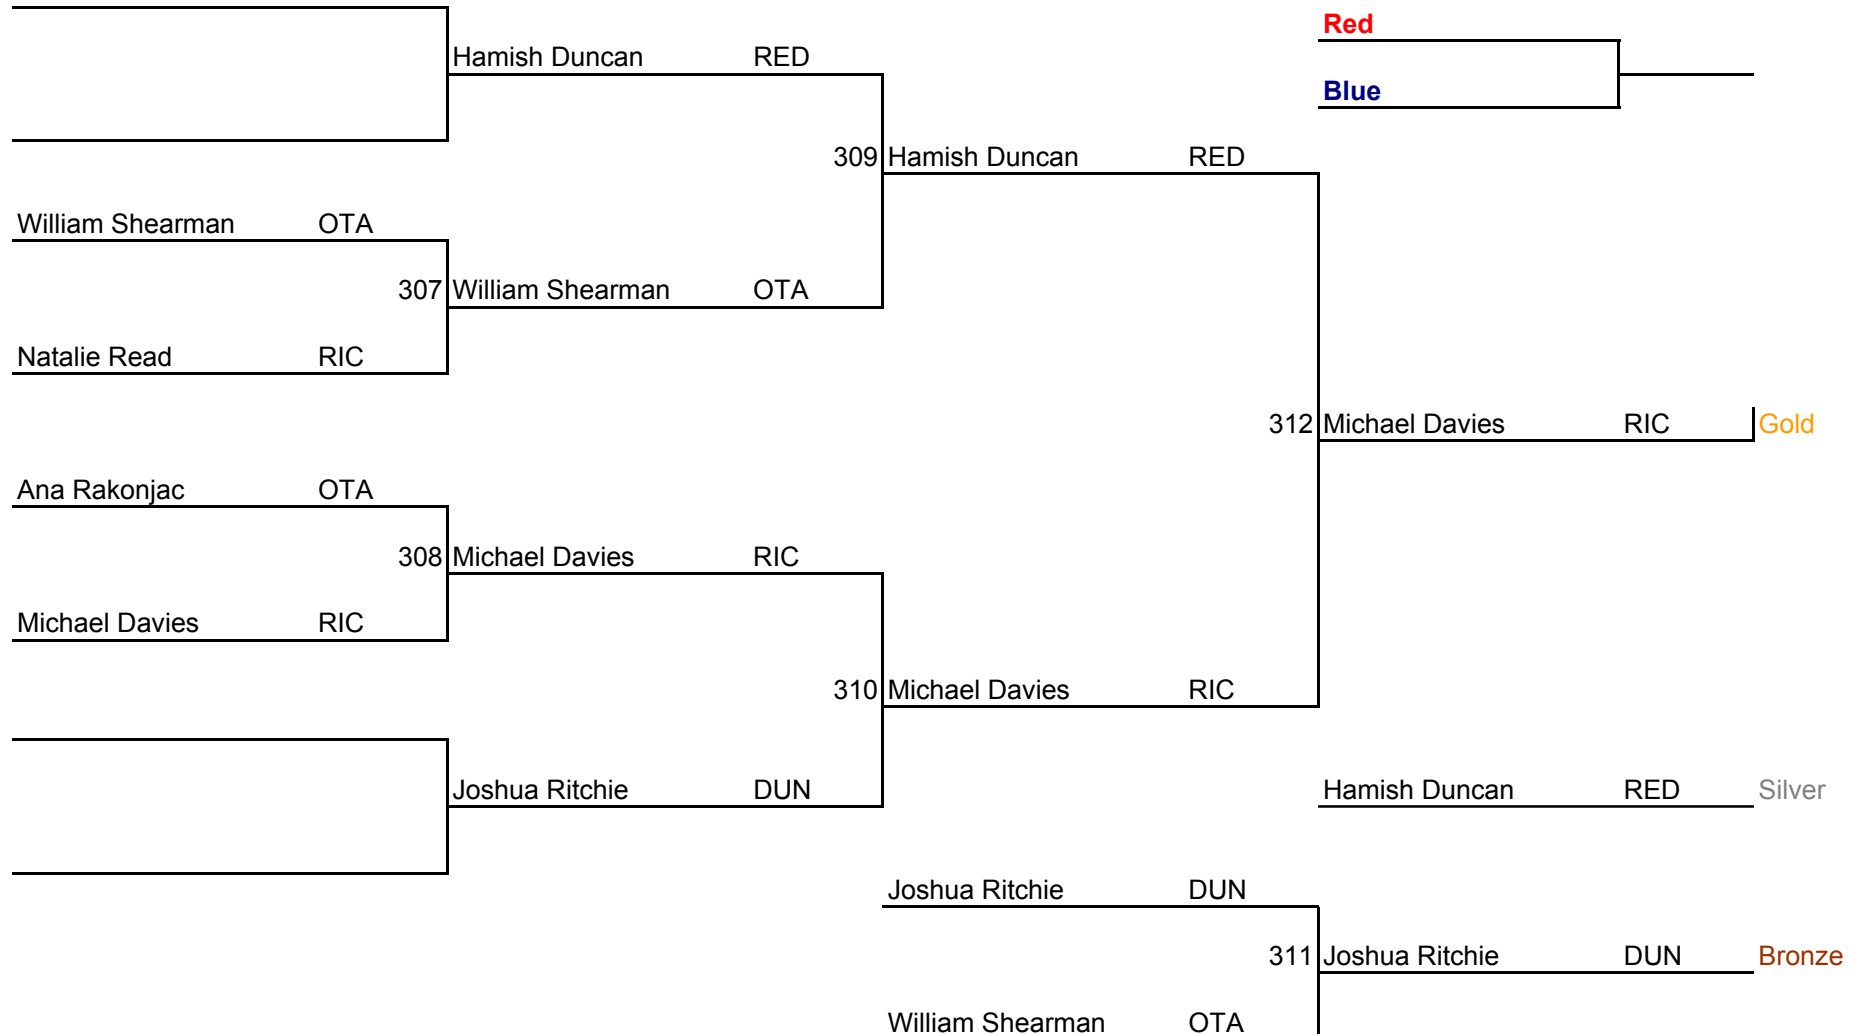 Red
Hamish Duncan RED
Blue
309 Hamish Duncan RED
William Shearman OTA
307 William Shearman OTA
Natalie Read RIC
312 Michael Davies RIC Gold
Ana Rakonjac OTA
308 Michael Davies RIC
Michael Davies RIC
310 Michael Davies RIC
Joshua Ritchie DUN Hamish Duncan RED Silver
Joshua Ritchie DUN
311 Joshua Ritchie DUN Bronze
William Shearman OTA